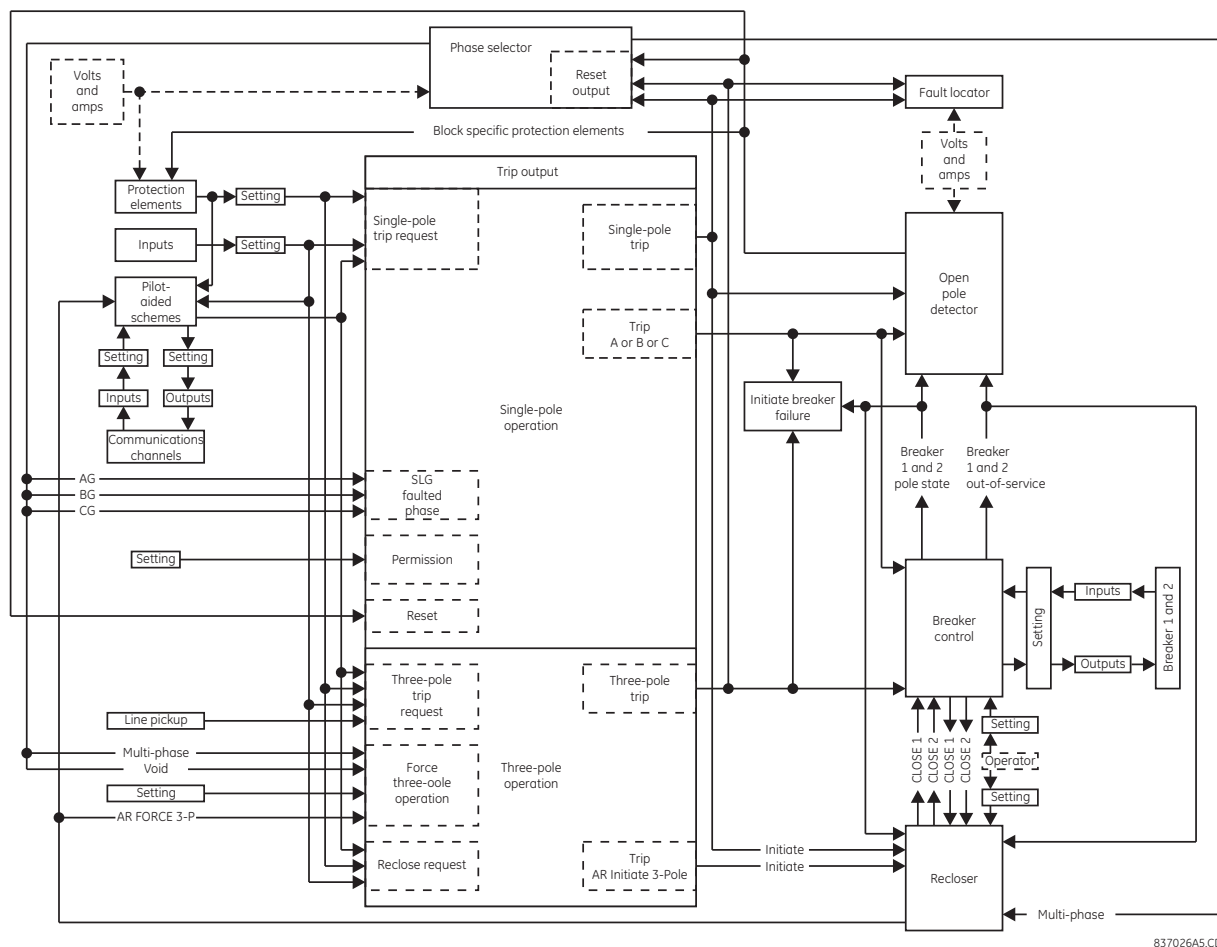 Phase selector
Reset
output
Volts
and
amps
Fault locator
Block specific protection elements
Volts
and
amps
Trip output
Protection
elements
Setting
Single-pole
trip request
Single-pole
trip
Inputs
Setting
Pilot-
aided
schemes
Open
pole
detector
Trip
A or B or C
Setting
Setting
Inputs
Outputs
Initiate breaker
failure
Single-pole
operation
Communications
channels
Breaker
1 and 2
pole state
Breaker
1 and 2
out-of-service
AG
BG
CG
SLG
faulted
phase
Setting
Permission
Reset
Breaker
control
Setting
Inputs
Outputs
Breaker 1 and 2
Three-pole
trip
request
Three-pole
trip
Line pickup
Multi-phase
Void
Setting
AR FORCE 3-P
Force
three-oole
operation
Three-pole
operation
CLOSE 1
CLOSE 2
CLOSE 1
CLOSE 2
Setting
Operator
Setting
Reclose request
Trip
AR Initiate 3-Pole
Initiate
Initiate
Recloser
Multi-phase
837026A5.CD